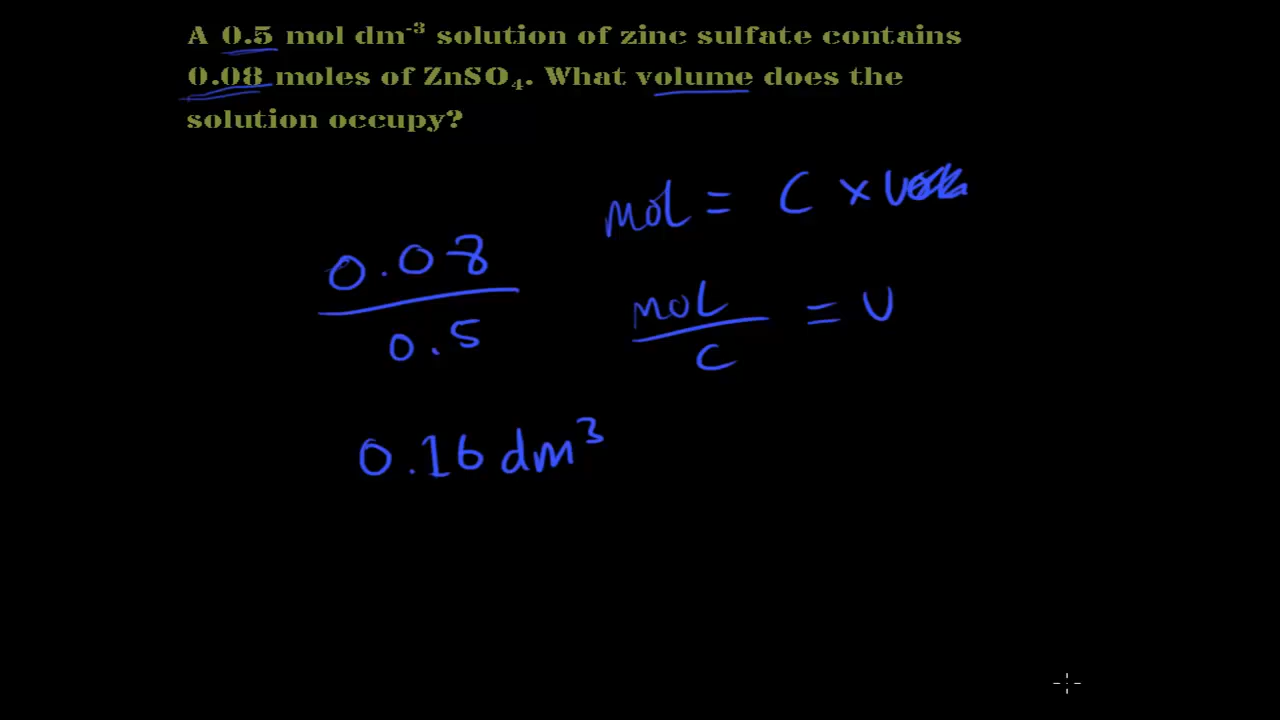 A 0.5 mol dm⁻³ solution of zinc sulfate contains
0.08 moles of ZnSO₄. What volume does the
solution occupy?
mol = C × V
0.08
0.5
mol
C
= V
0.16 dm³